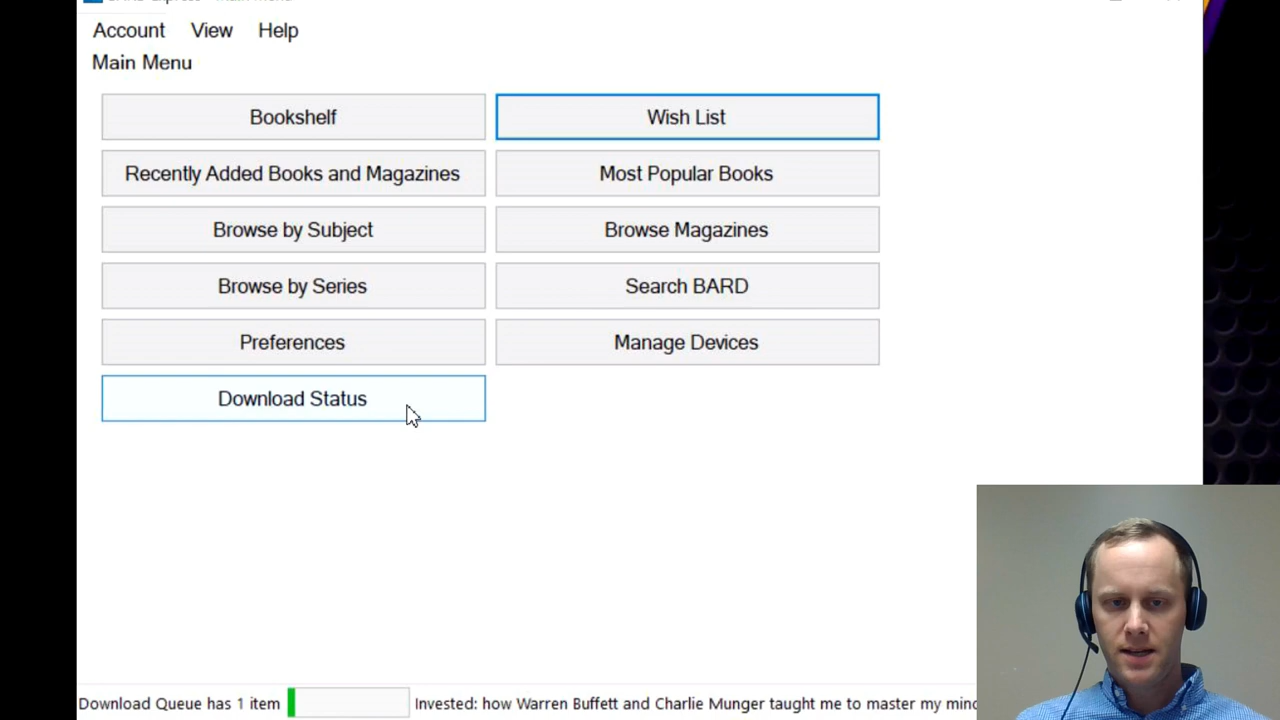 Account View Help
Main Menu
Bookshelf
Wish List
Recently Added Books and Magazines
Most Popular Books
Browse by Subject
Browse Magazines
Browse by Series
Search BARD
Preferences
Manage Devices
Download Status
Download Queue has 1 item
Invested: how Warren Buffett and Charlie Munger taught me to master my mind